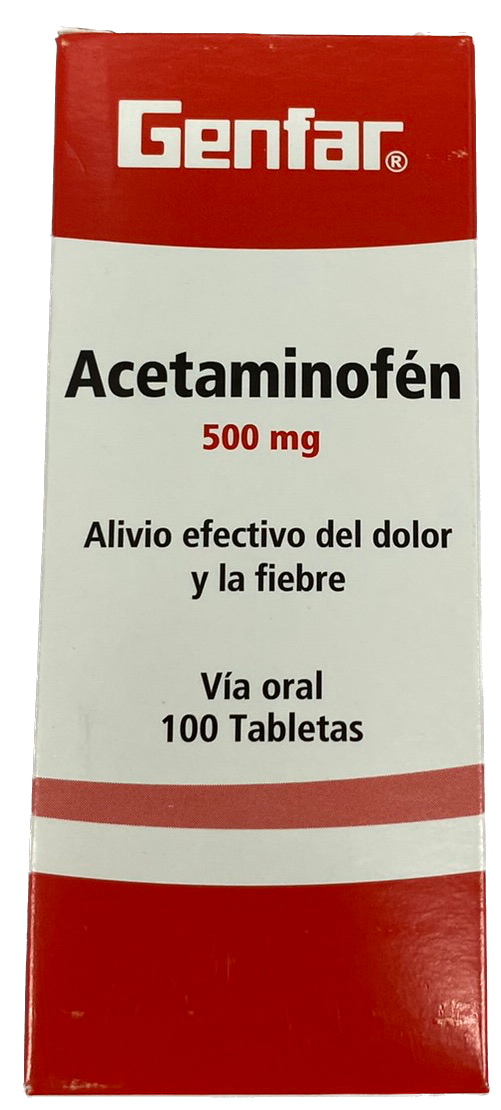 Genfar®
Acetaminofén
500 mg
Alivio efectivo del dolor
y la fiebre
Vía oral
100 Tabletas